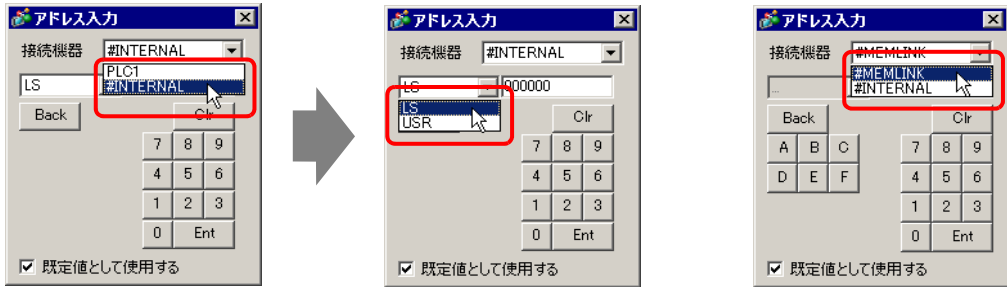 アドレス入力
接続機器 #INTERNAL
PLC1
#INTERNAL
LS
Back Clr
7 8 9
4 5 6
1 2 3
0 Ent
既定値として使用する
アドレス入力
接続機器 #INTERNAL
LS 000000
LS
USR
Clr
7 8 9
4 5 6
1 2 3
0 Ent
既定値として使用する
アドレス入力
接続機器 #MEMLINK
#MEMLINK
#INTERNAL
...
Back Clr
A B C 7 8 9
D E F 4 5 6
1 2 3
0 Ent
既定値として使用する